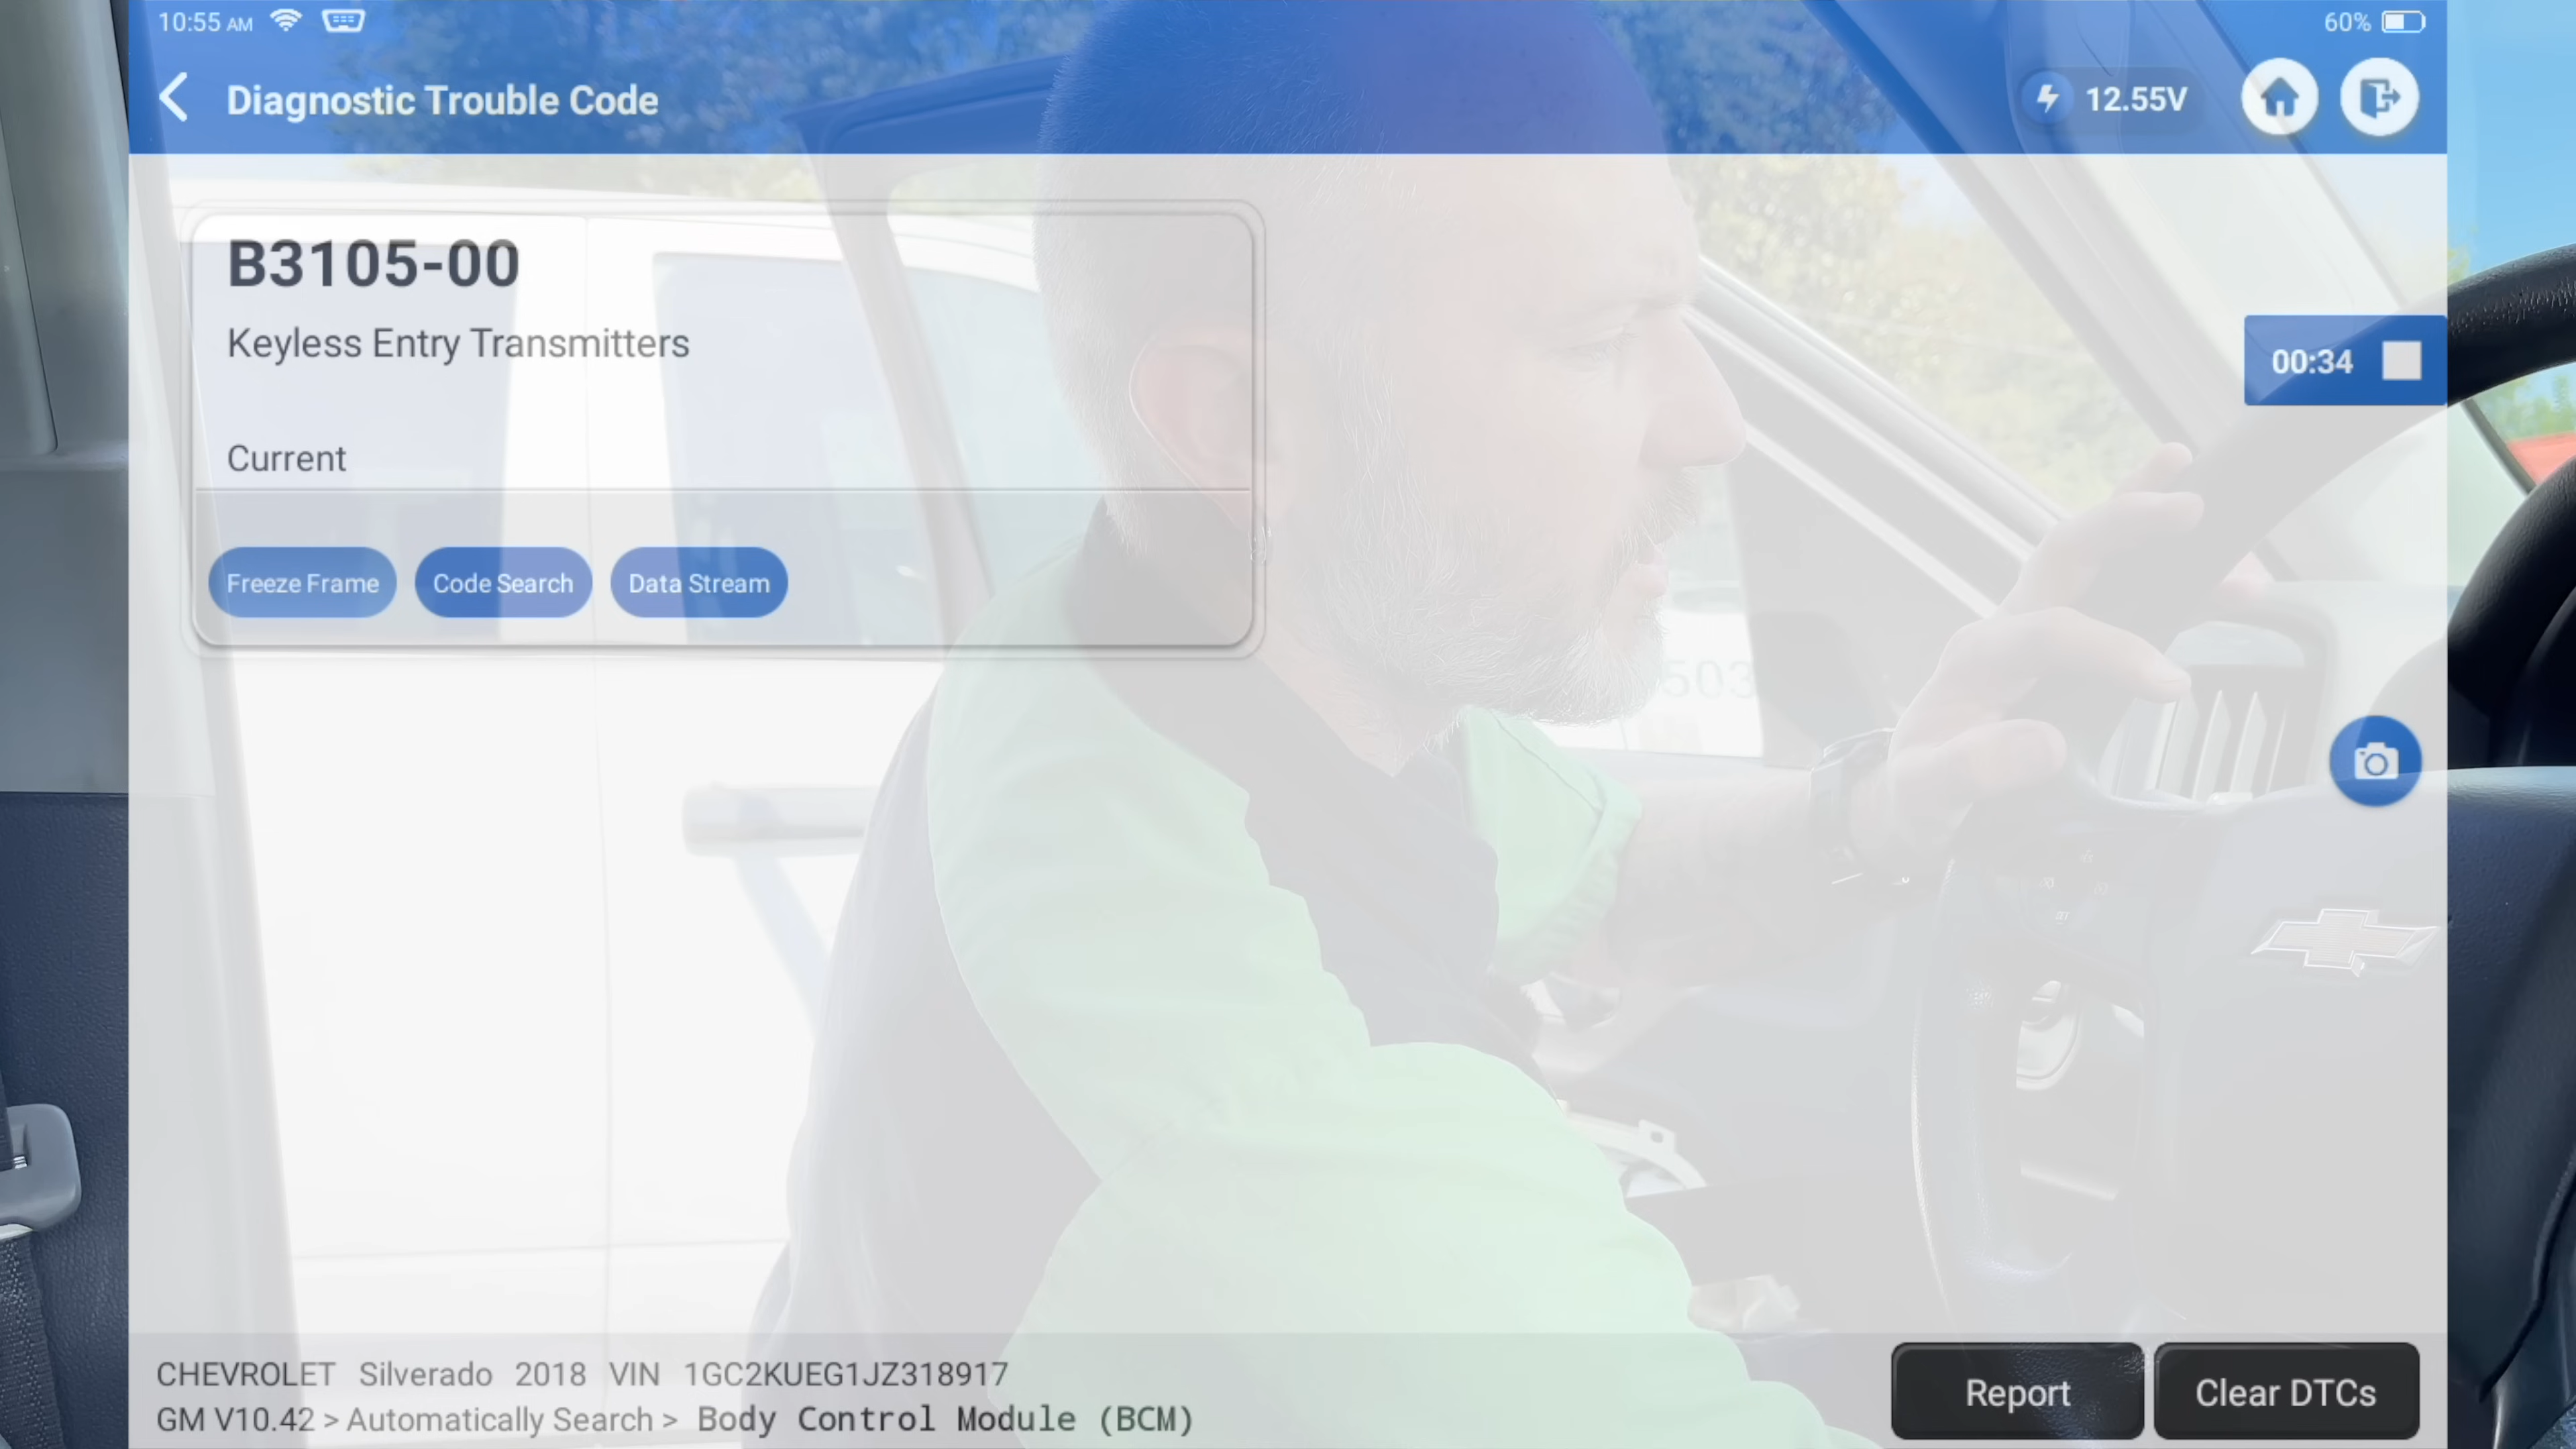 10:55 AM
60%
Diagnostic Trouble Code
12.55V
B3105-00
Keyless Entry Transmitters
00:34
Current
Freeze Frame
Code Search
Data Stream
503
CHEVROLET Silverado 2018 VIN 1GC2KUEG1JZ318917
GM V10.42 > Automatically Search > Body Control Module (BCM)
Report
Clear DTCs